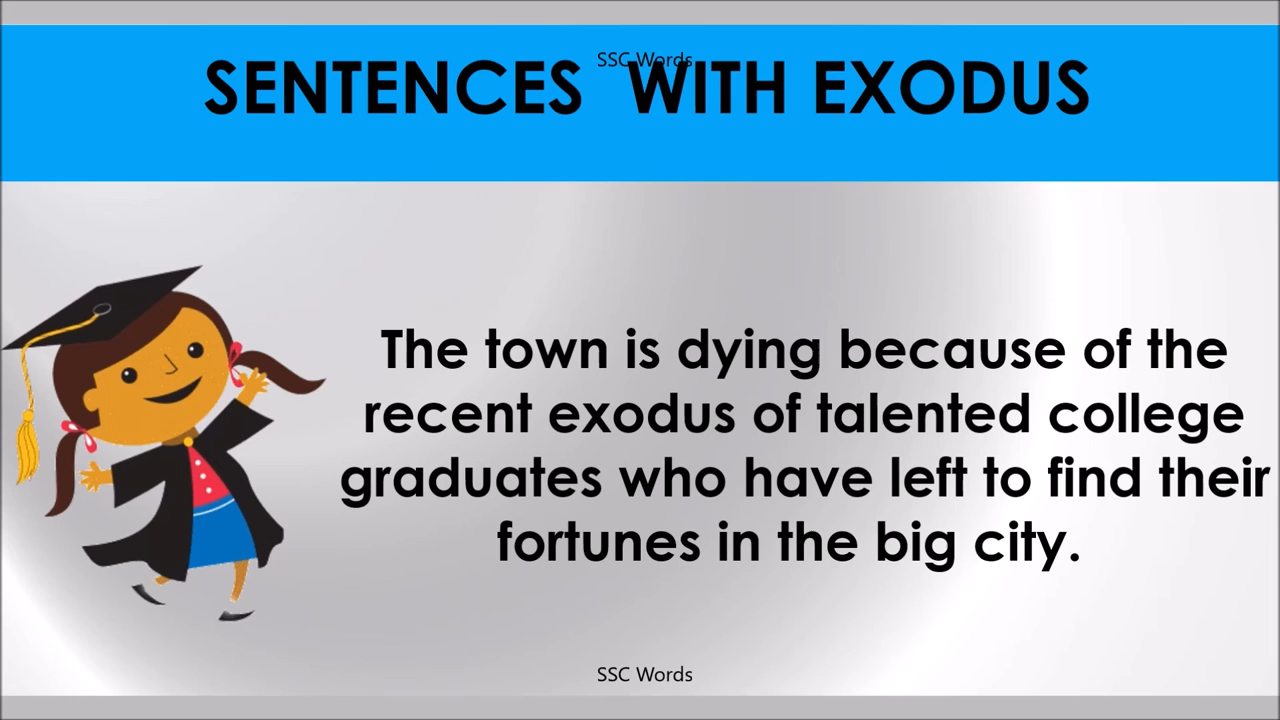 SSC Words
SENTENCES WITH EXODUS
The town is dying because of the
recent exodus of talented college
graduates who have left to find their
fortunes in the big city.
SSC Words